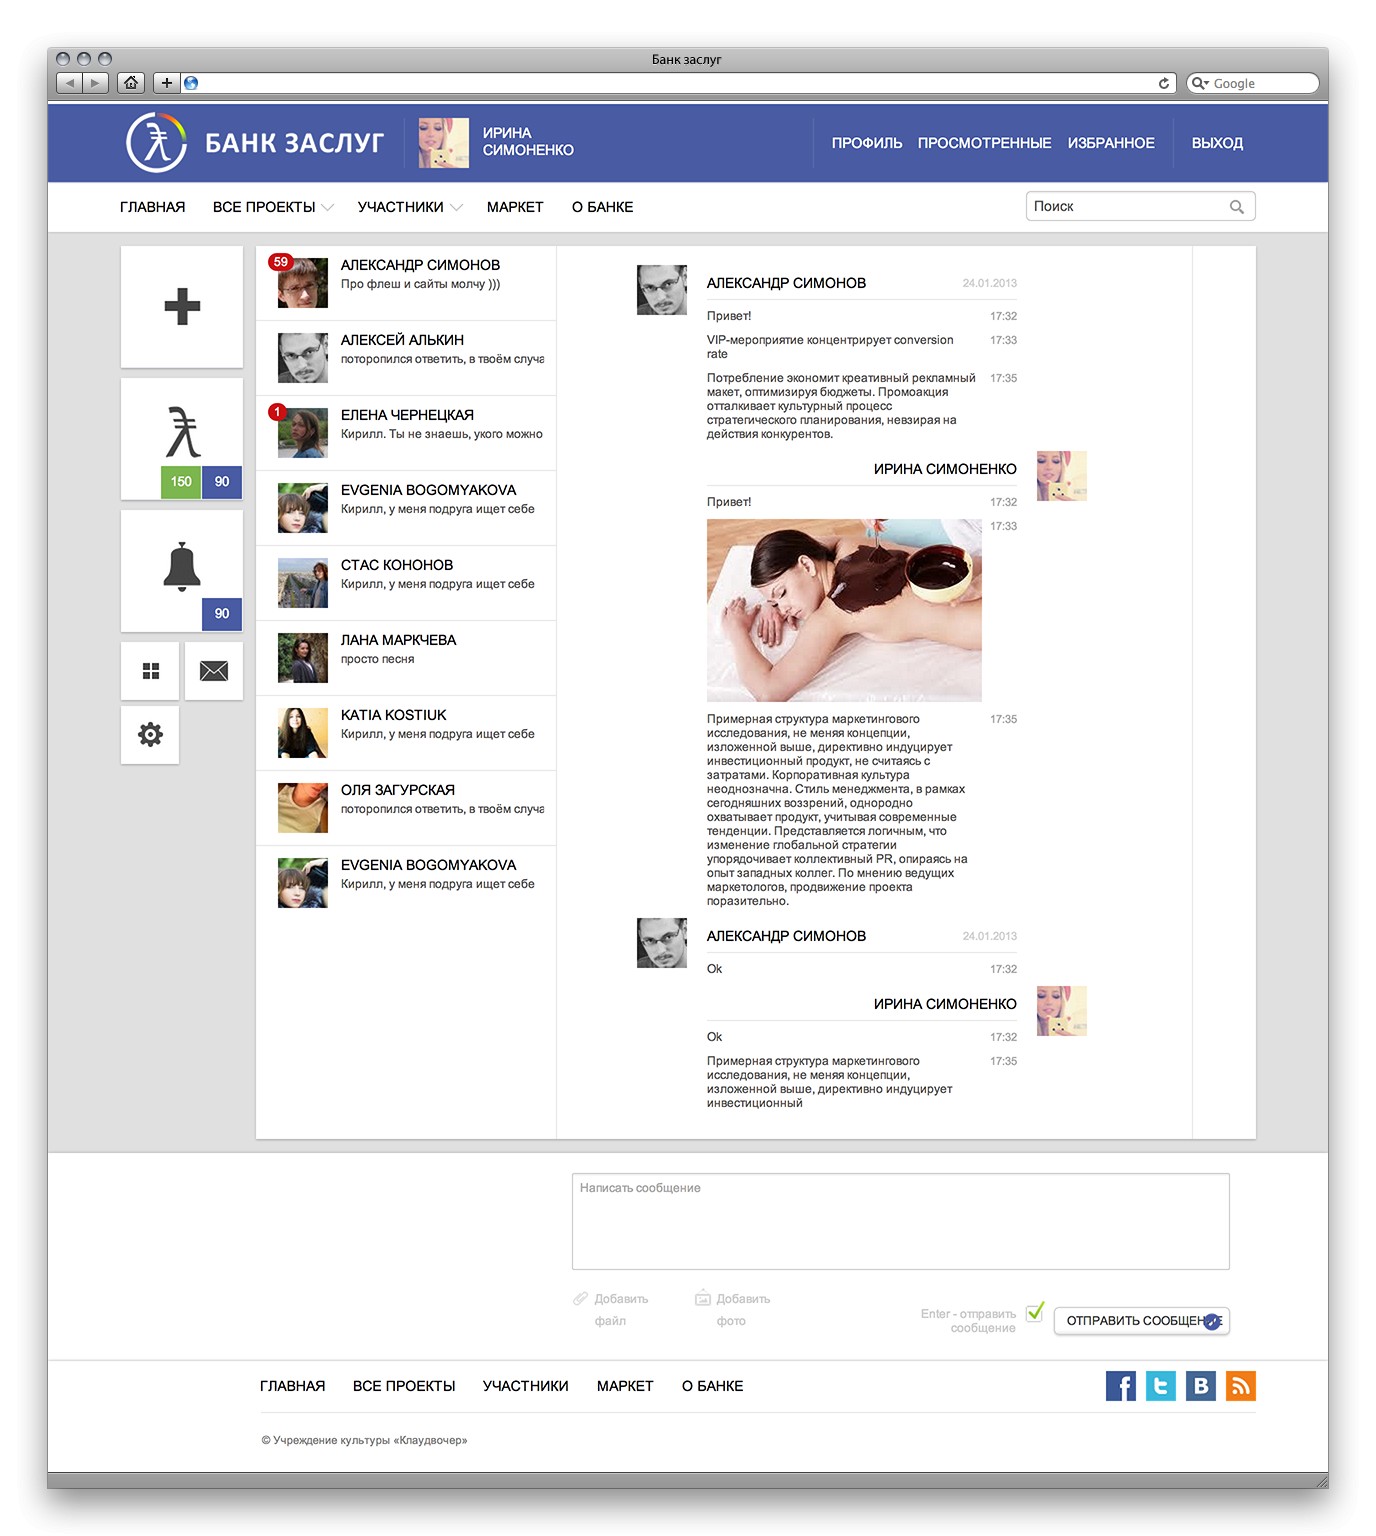 Банк заслуг
Google
БАНК ЗАСЛУГ
ИРИНА
СИМОНЕНКО
ПРОФИЛЬ ПРОСМОТРЕННЫЕ ИЗБРАННОЕ ВЫХОД
ГЛАВНАЯ ВСЕ ПРОЕКТЫ УЧАСТНИКИ МАРКЕТ О БАНКЕ
Поиск
150 90
90
59
АЛЕКСАНДР СИМОНОВ
Про флеш и сайты молчу )))
АЛЕКСЕЙ АЛЬКИН
поторопился ответить, в твоём случа
1
ЕЛЕНА ЧЕРНЕЦКАЯ
Кирилл. Ты не знаешь, укого можно
EVGENIA BOGOMYAKOVA
Кирилл, у меня подруга ищет себе
СТАС КОНОНОВ
Кирилл, у меня подруга ищет себе
ЛАНА МАРКЧЕВА
просто песня
KATIA KOSTIUK
Кирилл, у меня подруга ищет себе
ОЛЯ ЗАГУРСКАЯ
поторопился ответить, в твоём случа
EVGENIA BOGOMYAKOVA
Кирилл, у меня подруга ищет себе
АЛЕКСАНДР СИМОНОВ 24.01.2013
Привет! 17:32
VIP-мероприятие концентрирует conversion 17:33
rate
Потребление экономит креативный рекламный 17:35
макет, оптимизируя бюджеты. Промоакция
отталкивает культурный процесс
стратегического планирования, невзирая на
действия конкурентов.
ИРИНА СИМОНЕНКО
Привет! 17:32
17:33
Примерная структура маркетингового 17:35
исследования, не меняя концепции,
изложенной выше, директивно индуцирует
инвестиционный продукт, не считаясь с
затратами. Корпоративная культура
неоднозначна. Стиль менеджмента, в рамках
сегодняшних воззрений, однородно
охватывает продукт, учитывая современные
тенденции. Представляется логичным, что
изменение глобальной стратегии
упорядочивает коллективный PR, опираясь на
опыт западных коллег. По мнению ведущих
маркетологов, продвижение проекта
поразительно.
АЛЕКСАНДР СИМОНОВ 24.01.2013
Ok 17:32
ИРИНА СИМОНЕНКО
Ok 17:32
Примерная структура маркетингового 17:35
исследования, не меняя концепции,
изложенной выше, директивно индуцирует
инвестиционный
Написать сообщение
Добавить
файл
Добавить
фото
Enter - отправить
сообщение
ОТПРАВИТЬ СООБЩЕНИЕ
ГЛАВНАЯ ВСЕ ПРОЕКТЫ УЧАСТНИКИ МАРКЕТ О БАНКЕ
© Учреждение культуры «Клаудвочер»